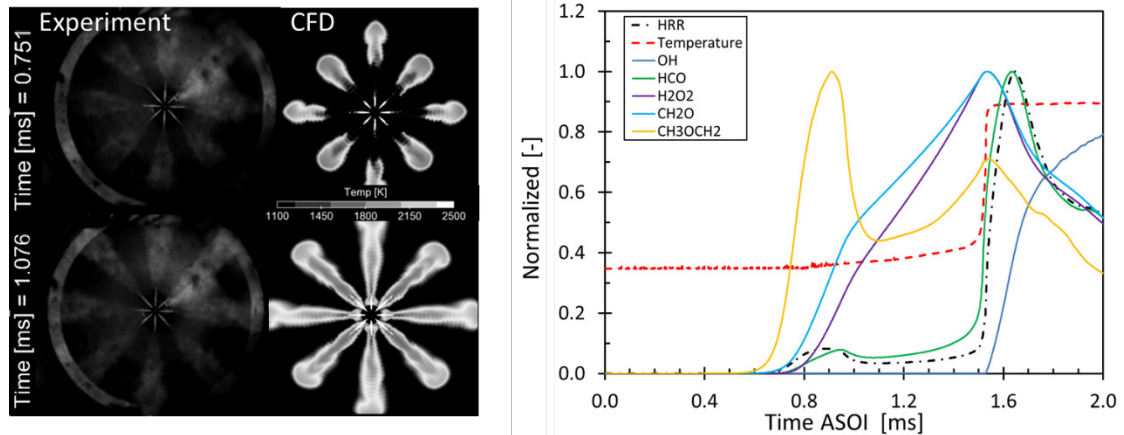 Experiment
CFD
Time [ms] = 0.751
Temp [K]
1100 1450 1800 2150 2500
Time [ms] = 1.076
HRR
Temperature
OH
HCO
H2O2
CH2O
CH3OCH2
1.2
1.0
0.8
0.6
0.4
0.2
0.0
Normalized [-]
0.0 0.4 0.8 1.2 1.6 2.0
Time ASOI [ms]